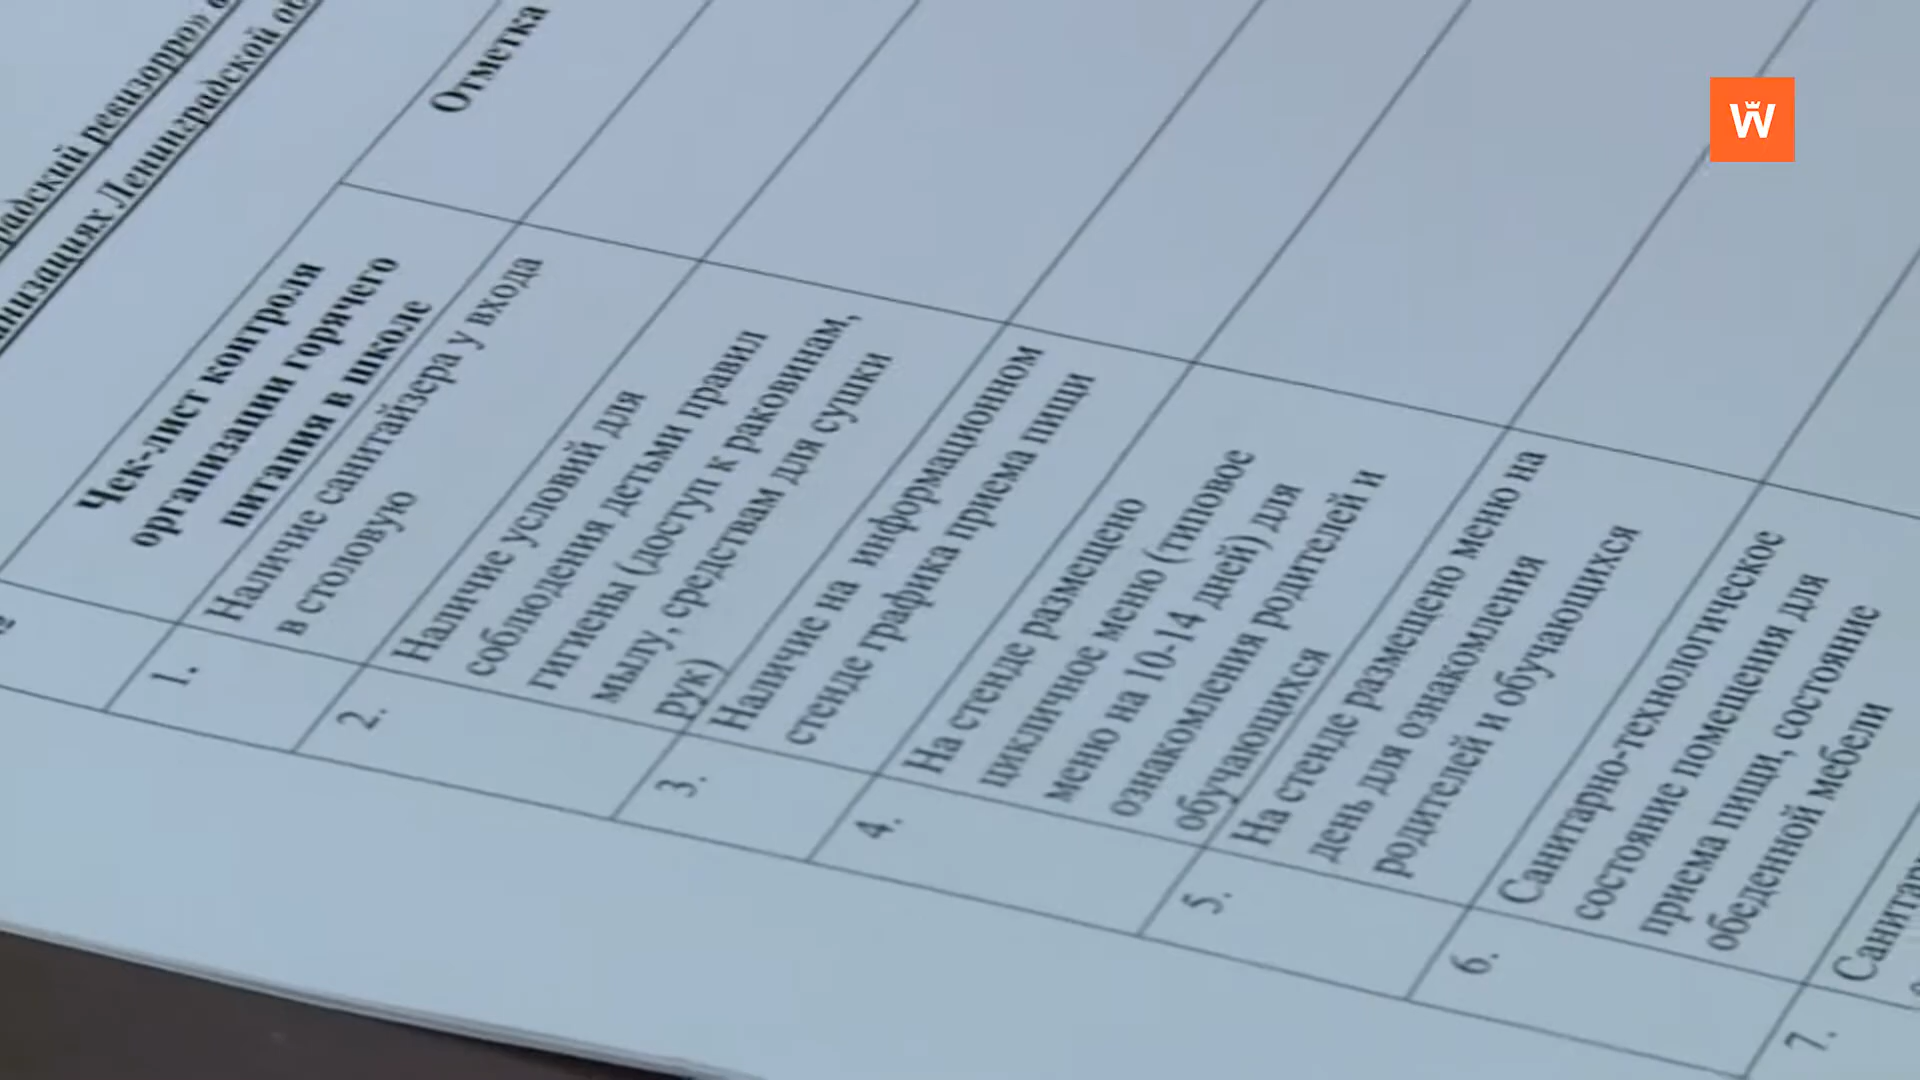 ревизорро»
Ленинградской
№
Чек-лист контроля
организации горячего
питания в школе
Отметка
1.
Наличие санитайзера у входа
в столовую
2.
Наличие условий для
соблюдения детьми правил
гигиены (доступ к раковинам,
мылу, средствам для сушки
рук)
3.
Наличие на информационном
стенде графика приема пищи
4.
На стенде размещено
цикличное меню (типовое
меню на 10-14 дней) для
ознакомления родителей и
обучающихся
5.
На стенде размещено меню на
день для ознакомления
родителей и обучающихся
6.
Санитарно-технологическое
состояние помещения для
приема пищи, состояние
обеденной мебели
7.
W